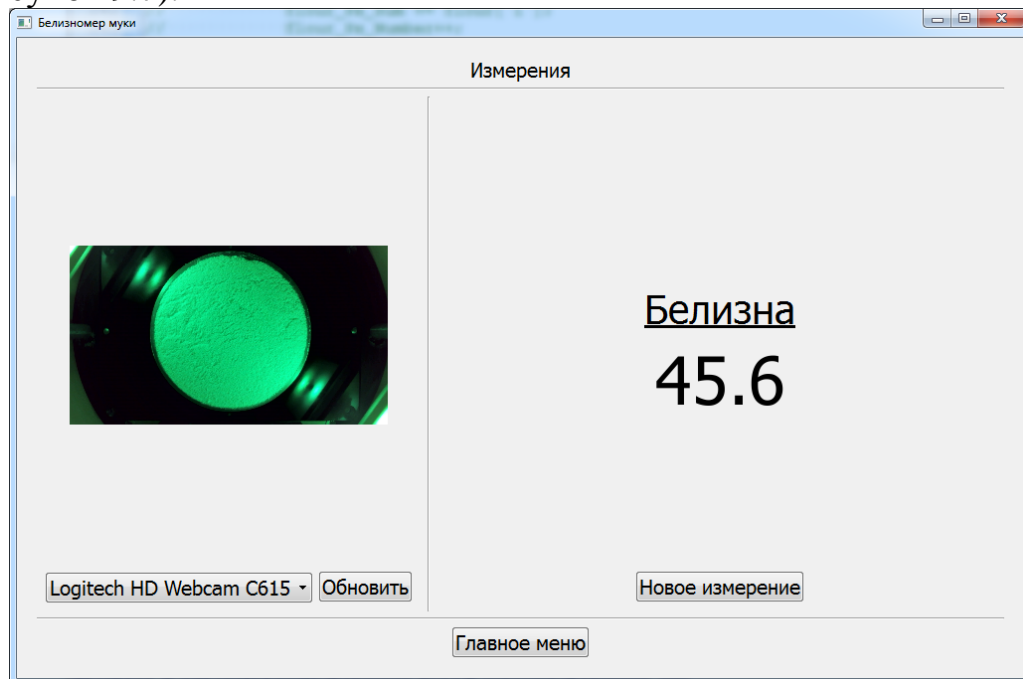 Белизномер муки
Измерения
Белизна
45.6
Logitech HD Webcam C615
Обновить
Новое измерение
Главное меню